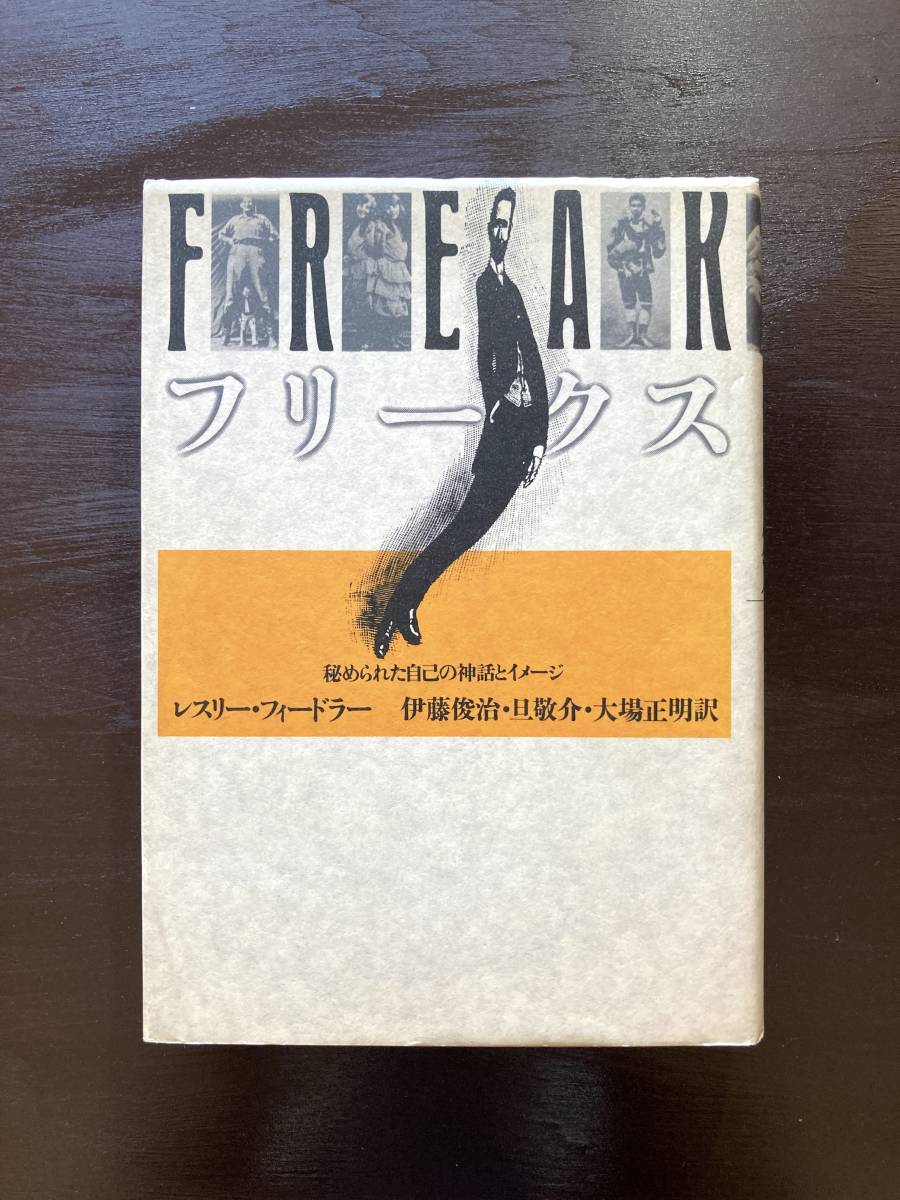 FREAK
フリークス
秘められた自己の神話とイメージ
レスリー・フィードラー 伊藤俊治・旦敬介・大場正明訳